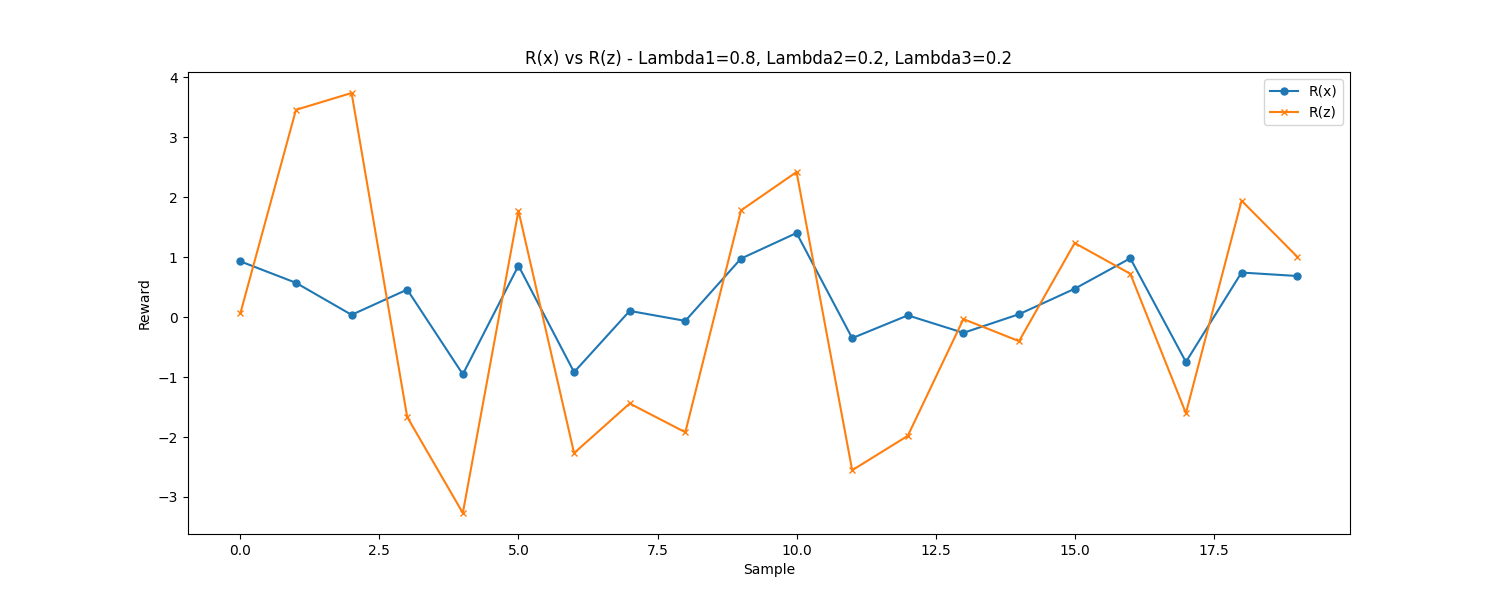 R(x) vs R(z) - Lambda1=0.8, Lambda2=0.2, Lambda3=0.2
R(x)
R(z)
Reward
4
3
2
1
0
−1
−2
−3
0.0 2.5 5.0 7.5 10.0 12.5 15.0 17.5
Sample